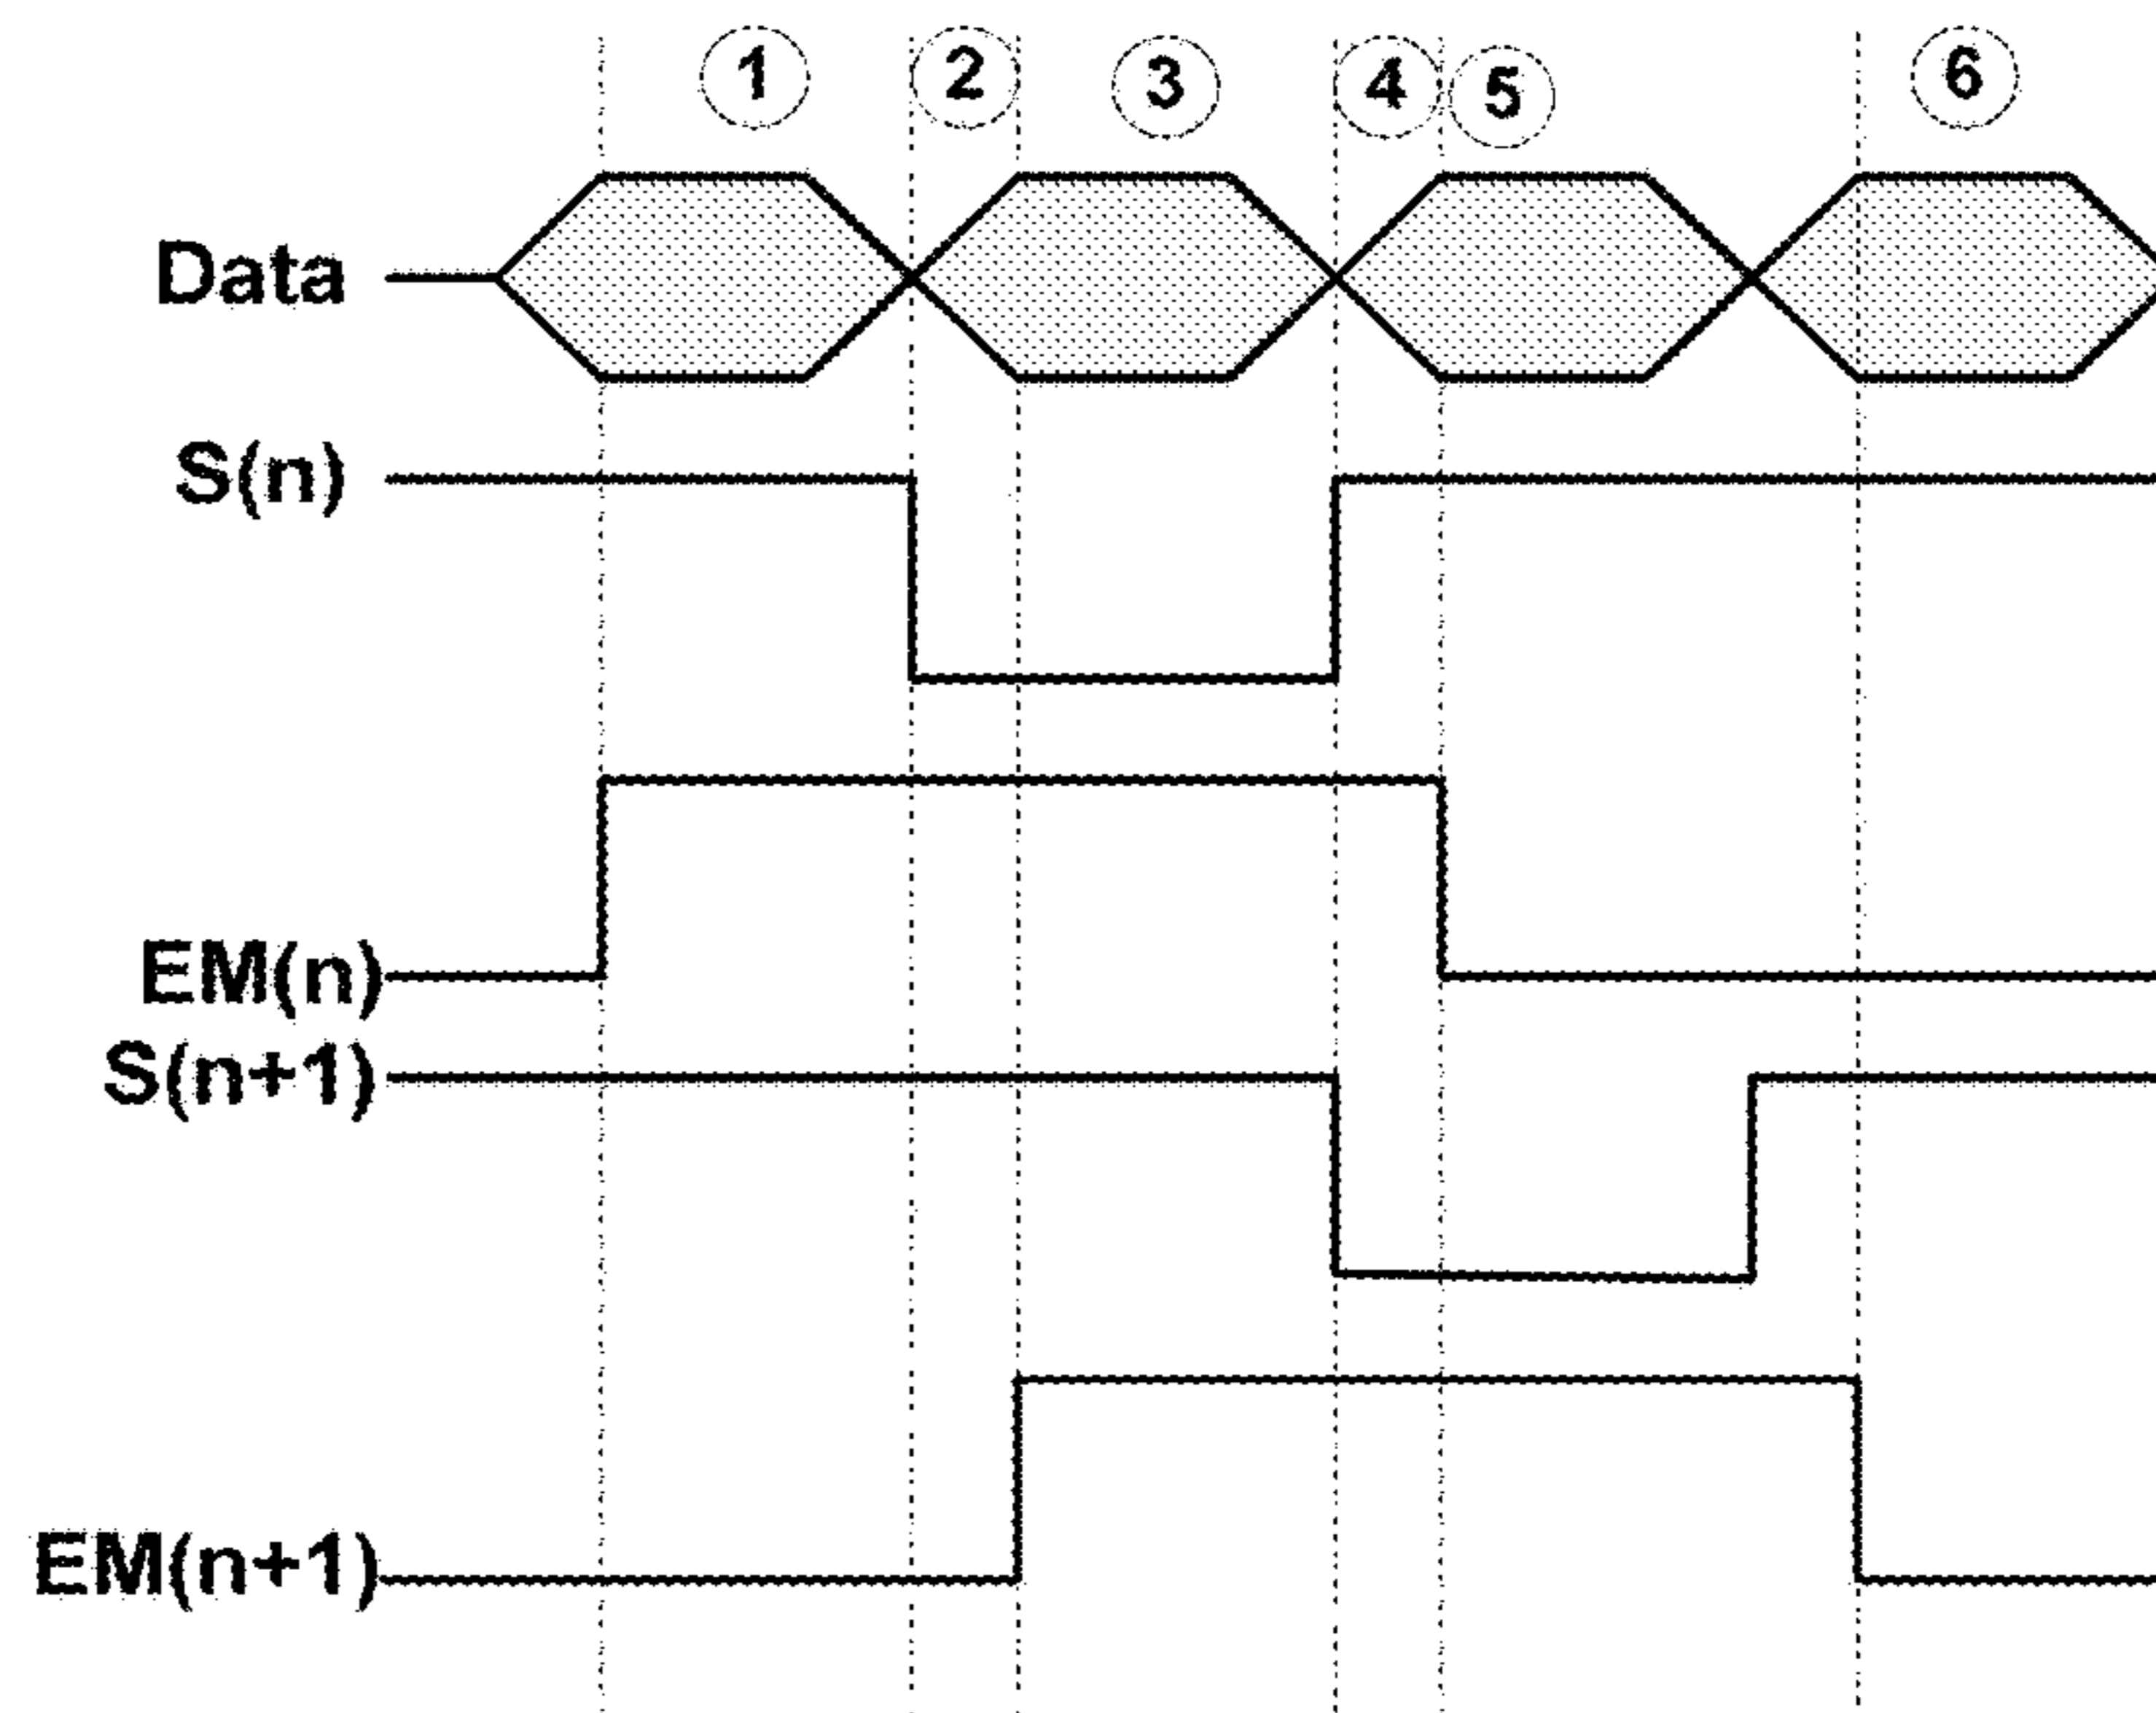 ① ② ③ ④ ⑤ ⑥
Data
S(n)
EM(n)
S(n+1)
EM(n+1)